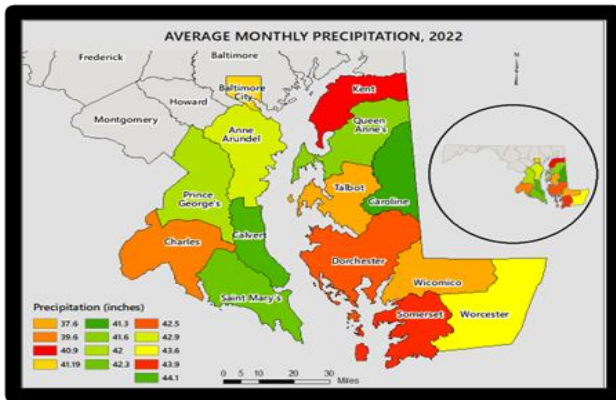 AVERAGE MONTHLY PRECIPITATION, 2022
Frederick
Baltimore
Baltimore
City
Howard
Montgomery
Anne
Arundel
Kent
Queen
Anne's
Prince
George's
Talbot
Caroline
Calvert
Charles
Dorchester
Saint Mary's
Wicomico
Somerset
Worcester
Precipitation (inches)
37.6 41.3 42.5
39.6 41.6 42.9
40.9 42 43.6
41.19 42.3 43.9
44.1
0 5 10 20 30
Miles